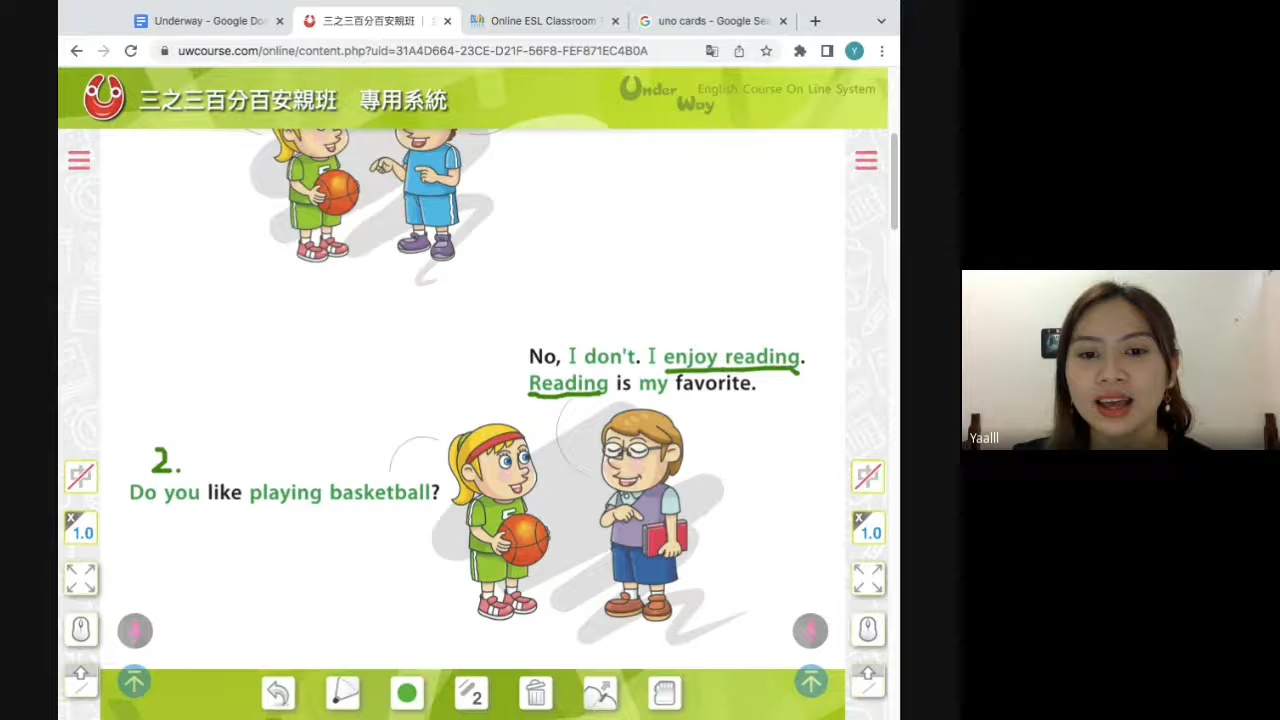 Underway - Google Do
三之三百分百安親班 |
Online ESL Classroom
uno cards - Google Sea
uwcourse.com/online/content.php?uid=31A4D664-23CE-D21F-56F8-FEF871EC4B0A
Y
三之三百分百安親班 專用系統
Under Way
English Course On Line System
No, I don't. I enjoy reading.
Reading is my favorite.
2.
Do you like playing basketball?
X 1.0
X 1.0
2
Yaalll